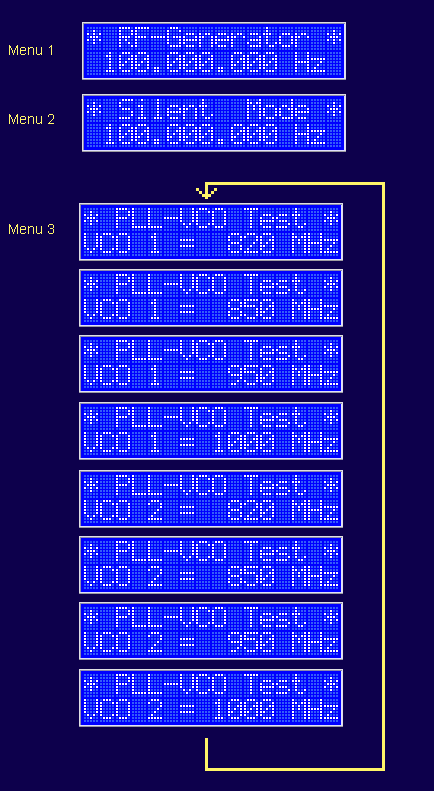 Menu 1
* RF-Generator *
100.000.000 Hz
Menu 2
* Silent Mode *
100.000.000 Hz
Menu 3
* PLL-VCO Test *
VCO 1 = 820 MHz
* PLL-VCO Test *
VCO 1 = 650 MHz
* PLL-VCO Test *
VCO 1 = 950 MHz
* PLL-VCO Test *
VCO 1 = 1000 MHz
* PLL-VCO Test *
VCO 2 = 820 MHz
* PLL-VCO Test *
VCO 2 = 850 MHz
* PLL-VCO Test *
VCO 2 = 950 MHz
* PLL-VCO Test *
VCO 2 = 1000 MHz